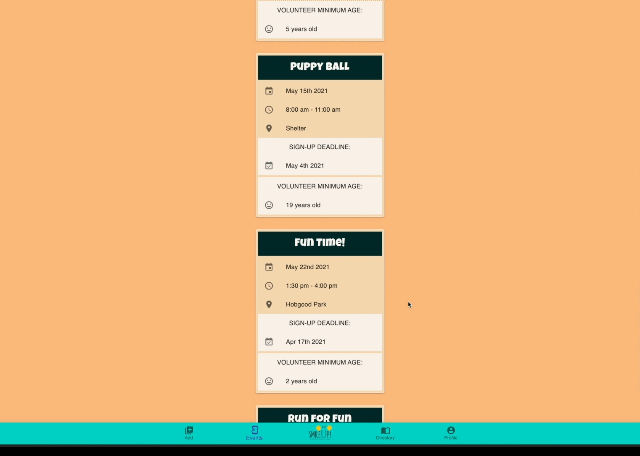 VOLUNTEER MINIMUM AGE:
5 years old
PUPPY BALL
May 15th 2021
8:00 am - 11:00 am
Shelter
SIGN-UP DEADLINE:
May 4th 2021
VOLUNTEER MINIMUM AGE:
19 years old
Fun Time!
May 22nd 2021
1:30 pm - 4:00 pm
Hobgood Park
SIGN-UP DEADLINE:
Apr 17th 2021
VOLUNTEER MINIMUM AGE:
2 years old
Run For Fun
Add
Events
Directory
Profile